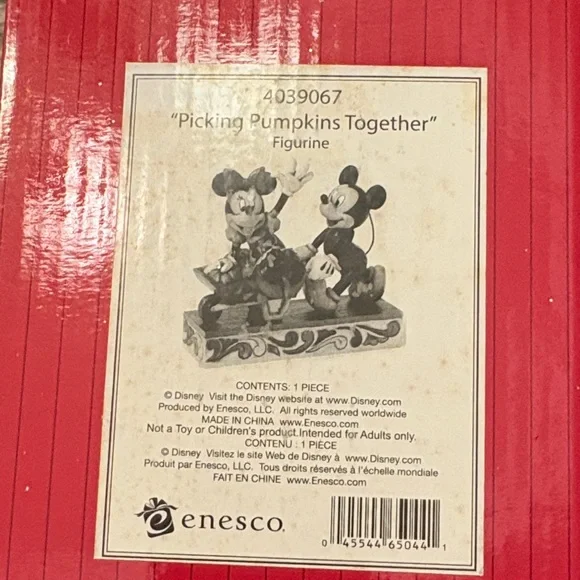 4039067
"Picking Pumpkins Together"
Figurine
CONTENTS: 1 PIECE
© Disney Visit the Disney website at www.Disney.com
Produced by Enesco, LLC. All rights reserved worldwide
MADE IN CHINA www.Enesco.com
Not a Toy or Children's product.Intended for Adults only.
CONTENU : 1 PIÈCE
© Disney Visitez le site Web de Disney à www.Disney.com
Produit par Enesco, LLC. Tous droits réservés à l'échelle mondiale
FAIT EN CHINE www.Enesco.com
enesco.
0 45544 65044 1